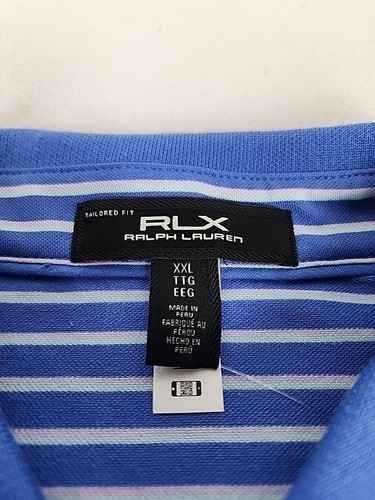 TAILORED FIT
RLX
RALPH LAUREN
XXL
TTG
EEG
MADE IN
PERU
FABRIQUÉ AU
PÉROU
HECHO EN
PERÚ